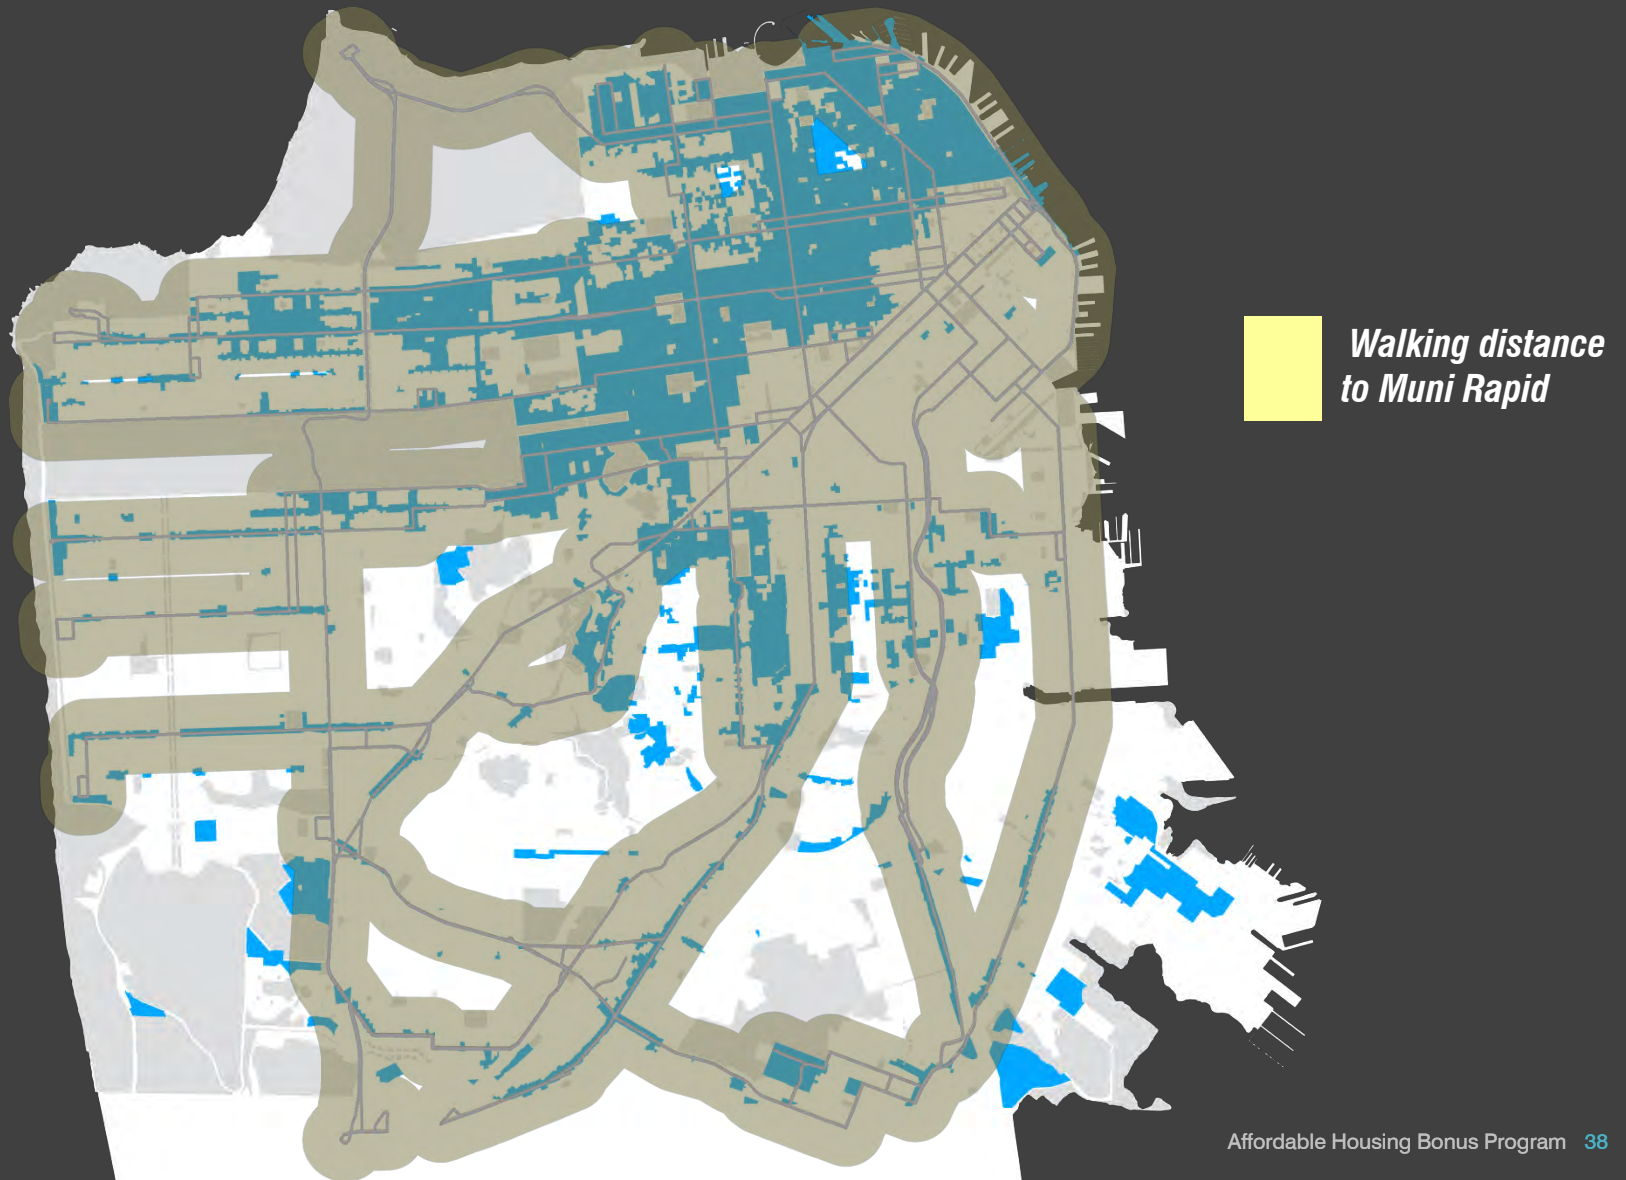 Walking distance
to Muni Rapid
Affordable Housing Bonus Program 38